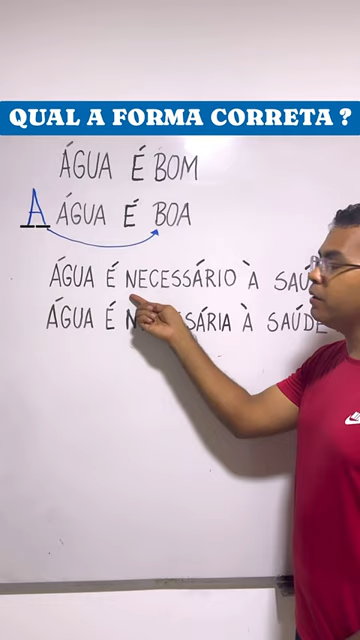 QUAL A FORMA CORRETA ?
ÁGUA É BOM
A ÁGUA É BOA
ÁGUA É NECESSÁRIO À
ÁGUA É À SAÚDE